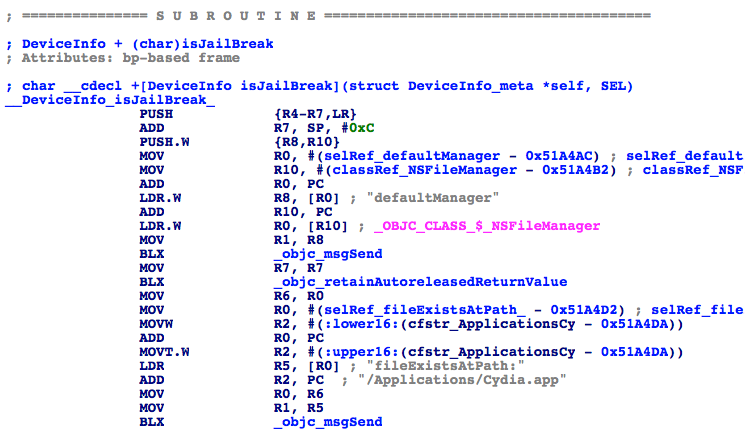 ; =============== S U B R O U T I N E =======================================
; DeviceInfo + (char)isJailBreak
; Attributes: bp-based frame
; char __cdecl +[DeviceInfo isJailBreak](struct DeviceInfo_meta *self, SEL)
__DeviceInfo_isJailBreak_
PUSH {R4-R7,LR}
ADD R7, SP, #0xC
PUSH.W {R8,R10}
MOV R0, #(selRef_defaultManager - 0x51A4AC) ; selRef_default
MOV R10, #(classRef_NSFileManager - 0x51A4B2) ; classRef_NSF
ADD R0, PC
LDR.W R8, [R0] ; "defaultManager"
ADD R10, PC
LDR.W R0, [R10] ; _OBJC_CLASS_$_NSFileManager
MOV R1, R8
BLX _objc_msgSend
MOV R7, R7
BLX _objc_retainAutoreleasedReturnValue
MOV R6, R0
MOV R0, #(selRef_fileExistsAtPath_ - 0x51A4D2) ; selRef_file
MOVW R2, #(:lower16:(cfstr_ApplicationsCy - 0x51A4DA))
ADD R0, PC
MOVT.W R2, #(:upper16:(cfstr_ApplicationsCy - 0x51A4DA))
LDR R5, [R0] ; "fileExistsAtPath:"
ADD R2, PC ; "/Applications/Cydia.app"
MOV R0, R6
MOV R1, R5
BLX _objc_msgSend